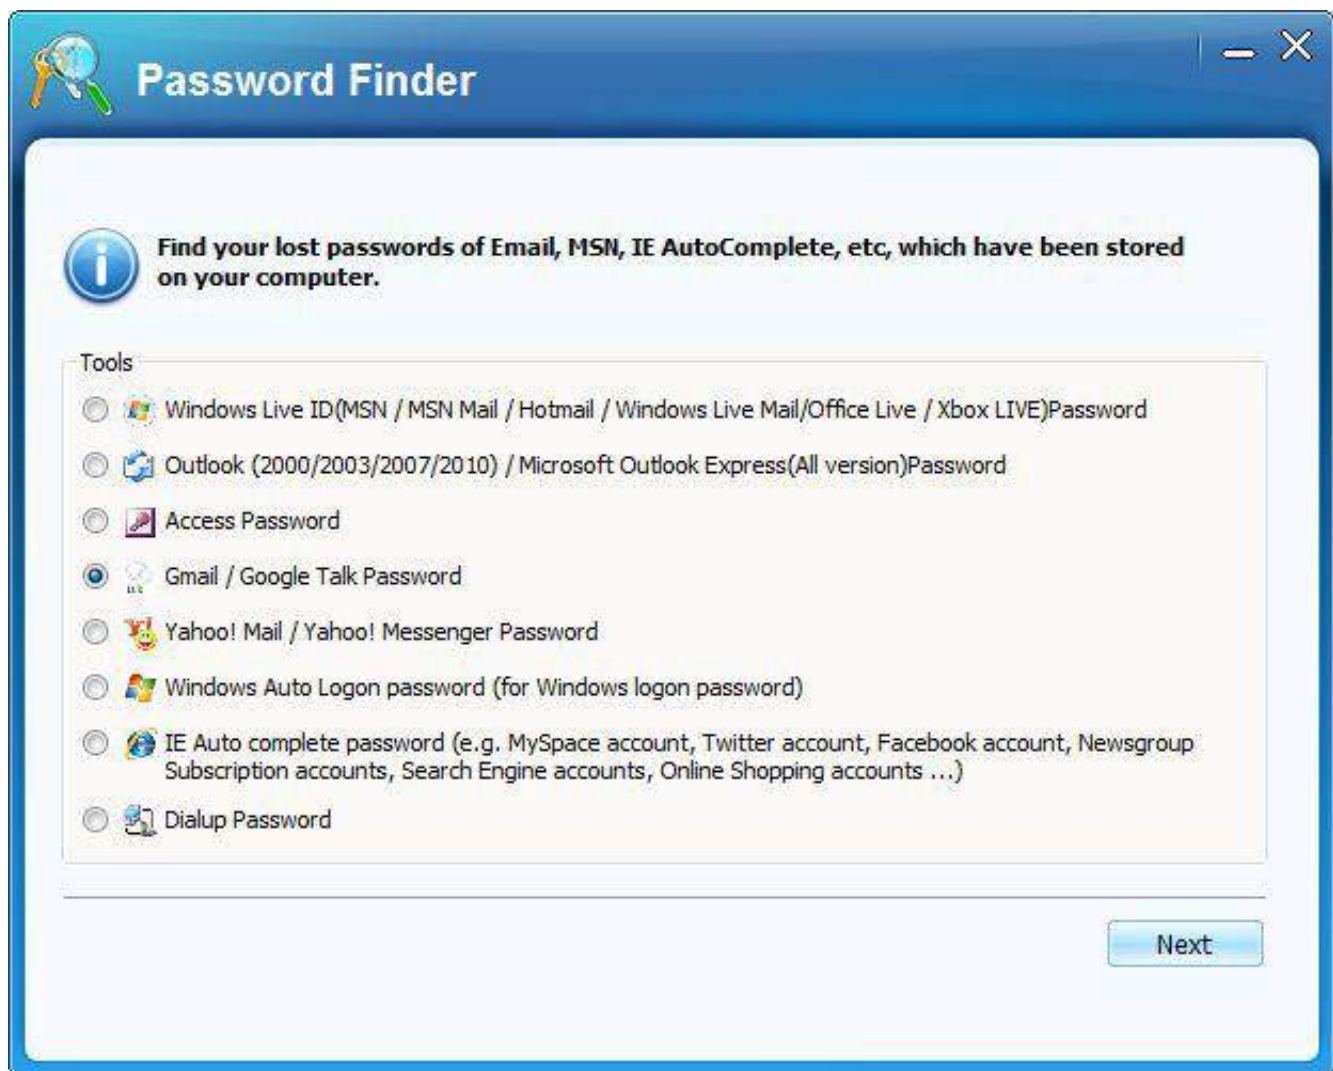 Password Finder
Find your lost passwords of Email, MSN, IE AutoComplete, etc, which have been stored
on your computer.
Tools
Windows Live ID(MSN / MSN Mail / Hotmail / Windows Live Mail/Office Live / Xbox LIVE)Password
Outlook (2000/2003/2007/2010) / Microsoft Outlook Express(All version)Password
Access Password
Gmail / Google Talk Password
Yahoo! Mail / Yahoo! Messenger Password
Windows Auto Logon password (for Windows logon password)
IE Auto complete password (e.g. MySpace account, Twitter account, Facebook account, Newsgroup
Subscription accounts, Search Engine accounts, Online Shopping accounts ...)
Dialup Password
Next